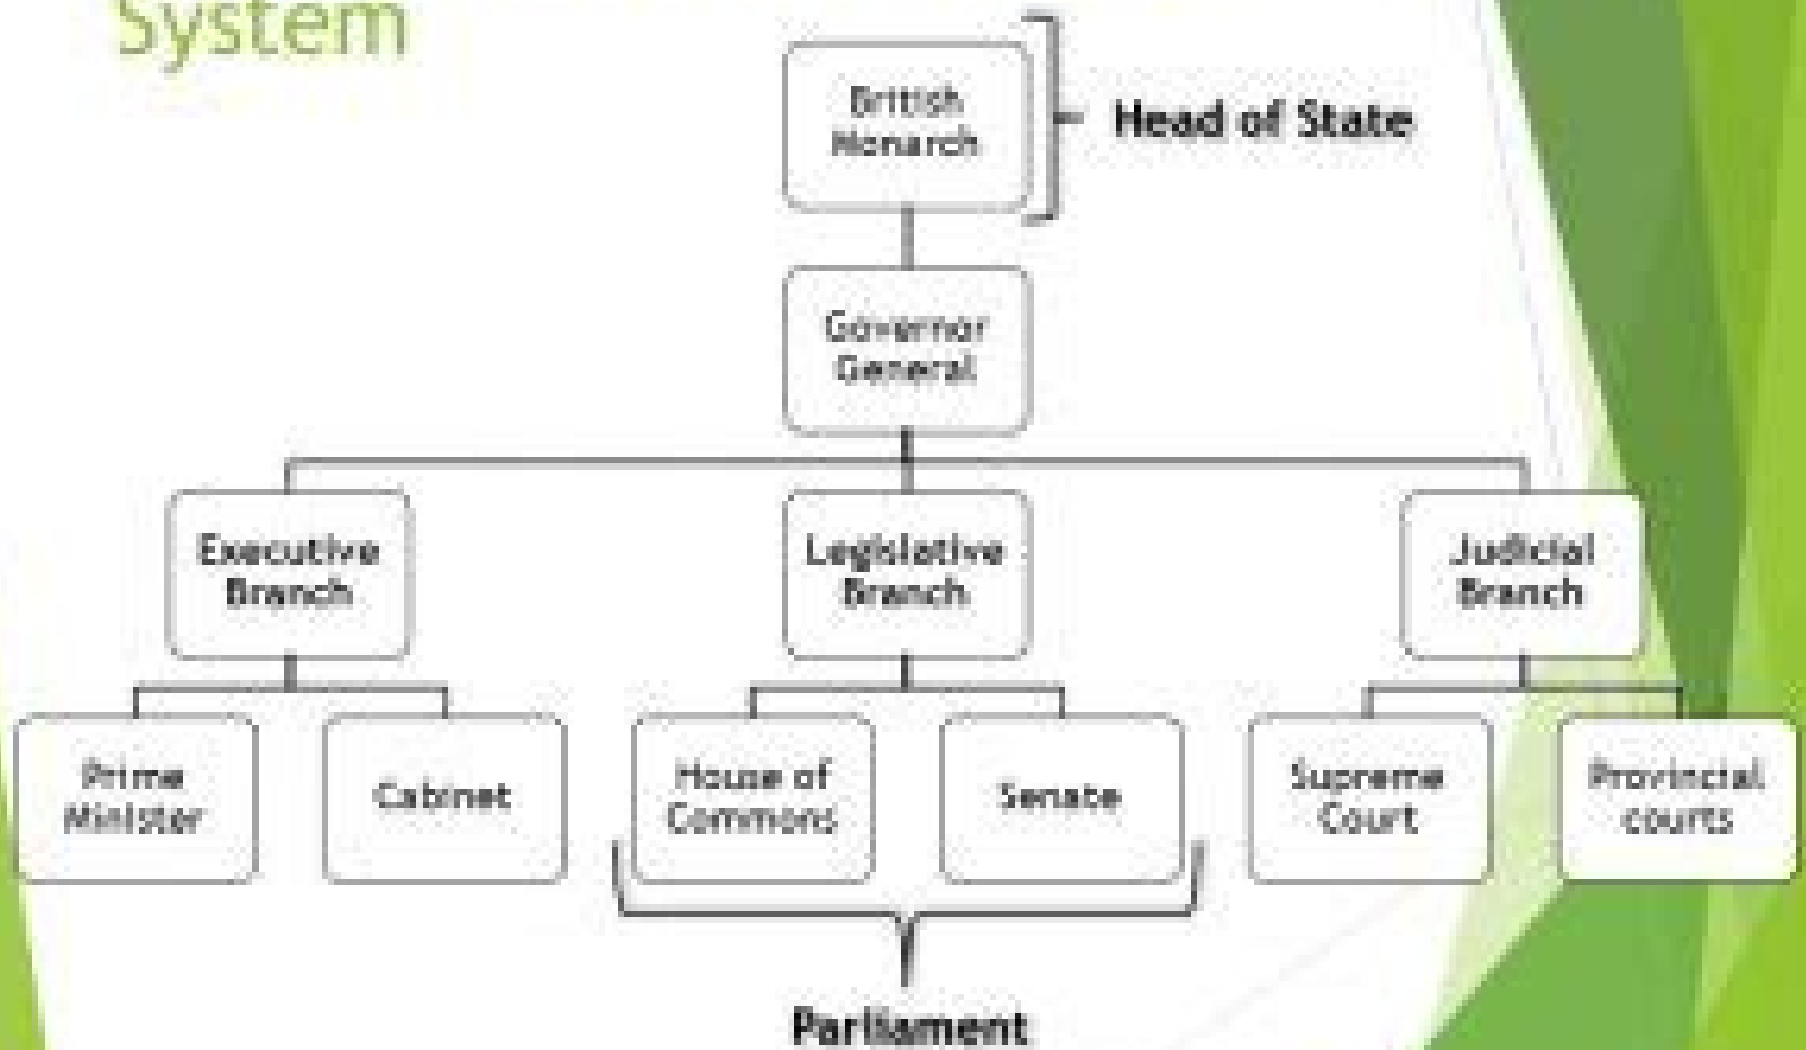 System
British
Monarch
Head of State
Governor
General
Executive
Branch
Legislative
Branch
Judicial
Branch
Prime
Minister
Cabinet
House of
Commons
Senate
Supreme
Court
Provincial
courts
Parliament